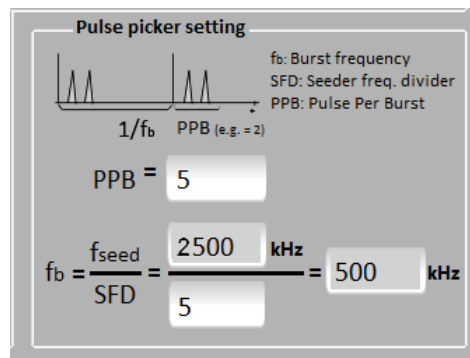 Pulse picker setting
fb: Burst frequency
SFD: Seeder freq. divider
PPB: Pulse Per Burst
1/fb PPB (e.g. = 2)
PPB = 5
fb = fseed / SFD = 2500 kHz / 5 = 500 kHz